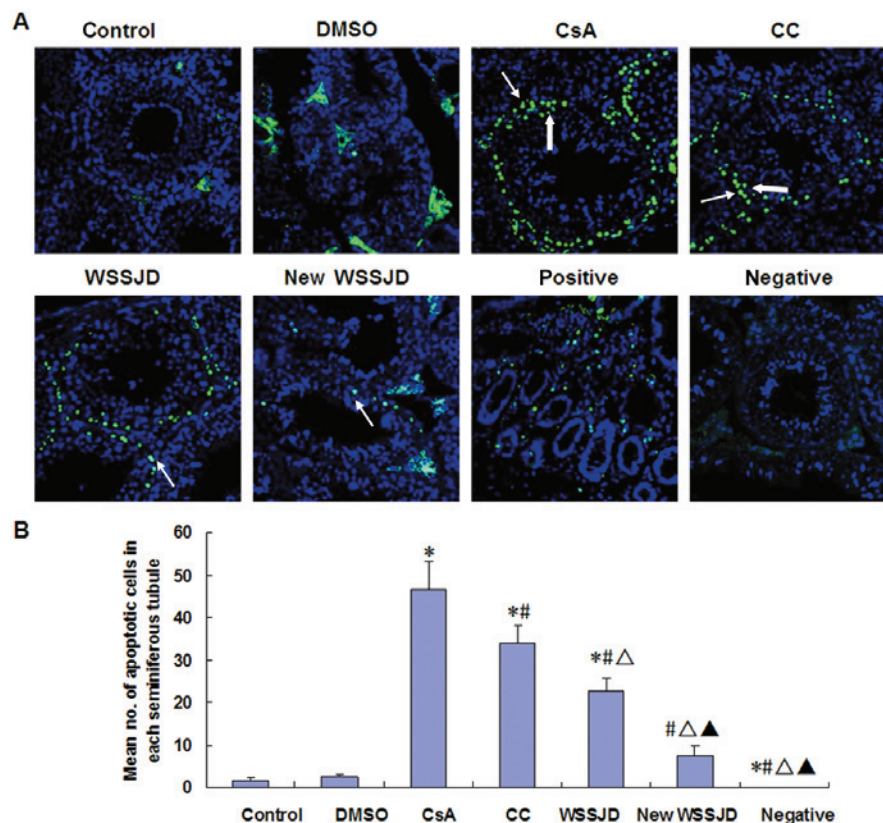 A
Control DMSO CsA CC
WSSJD New WSSJD Positive Negative
B
Mean no. of apoptotic cells in
each seminiferous tubule
60
50
40
30
20
10
0
*
*#
*#△
#△▲
*#△▲
Control DMSO CsA CC WSSJD New WSSJD Negative